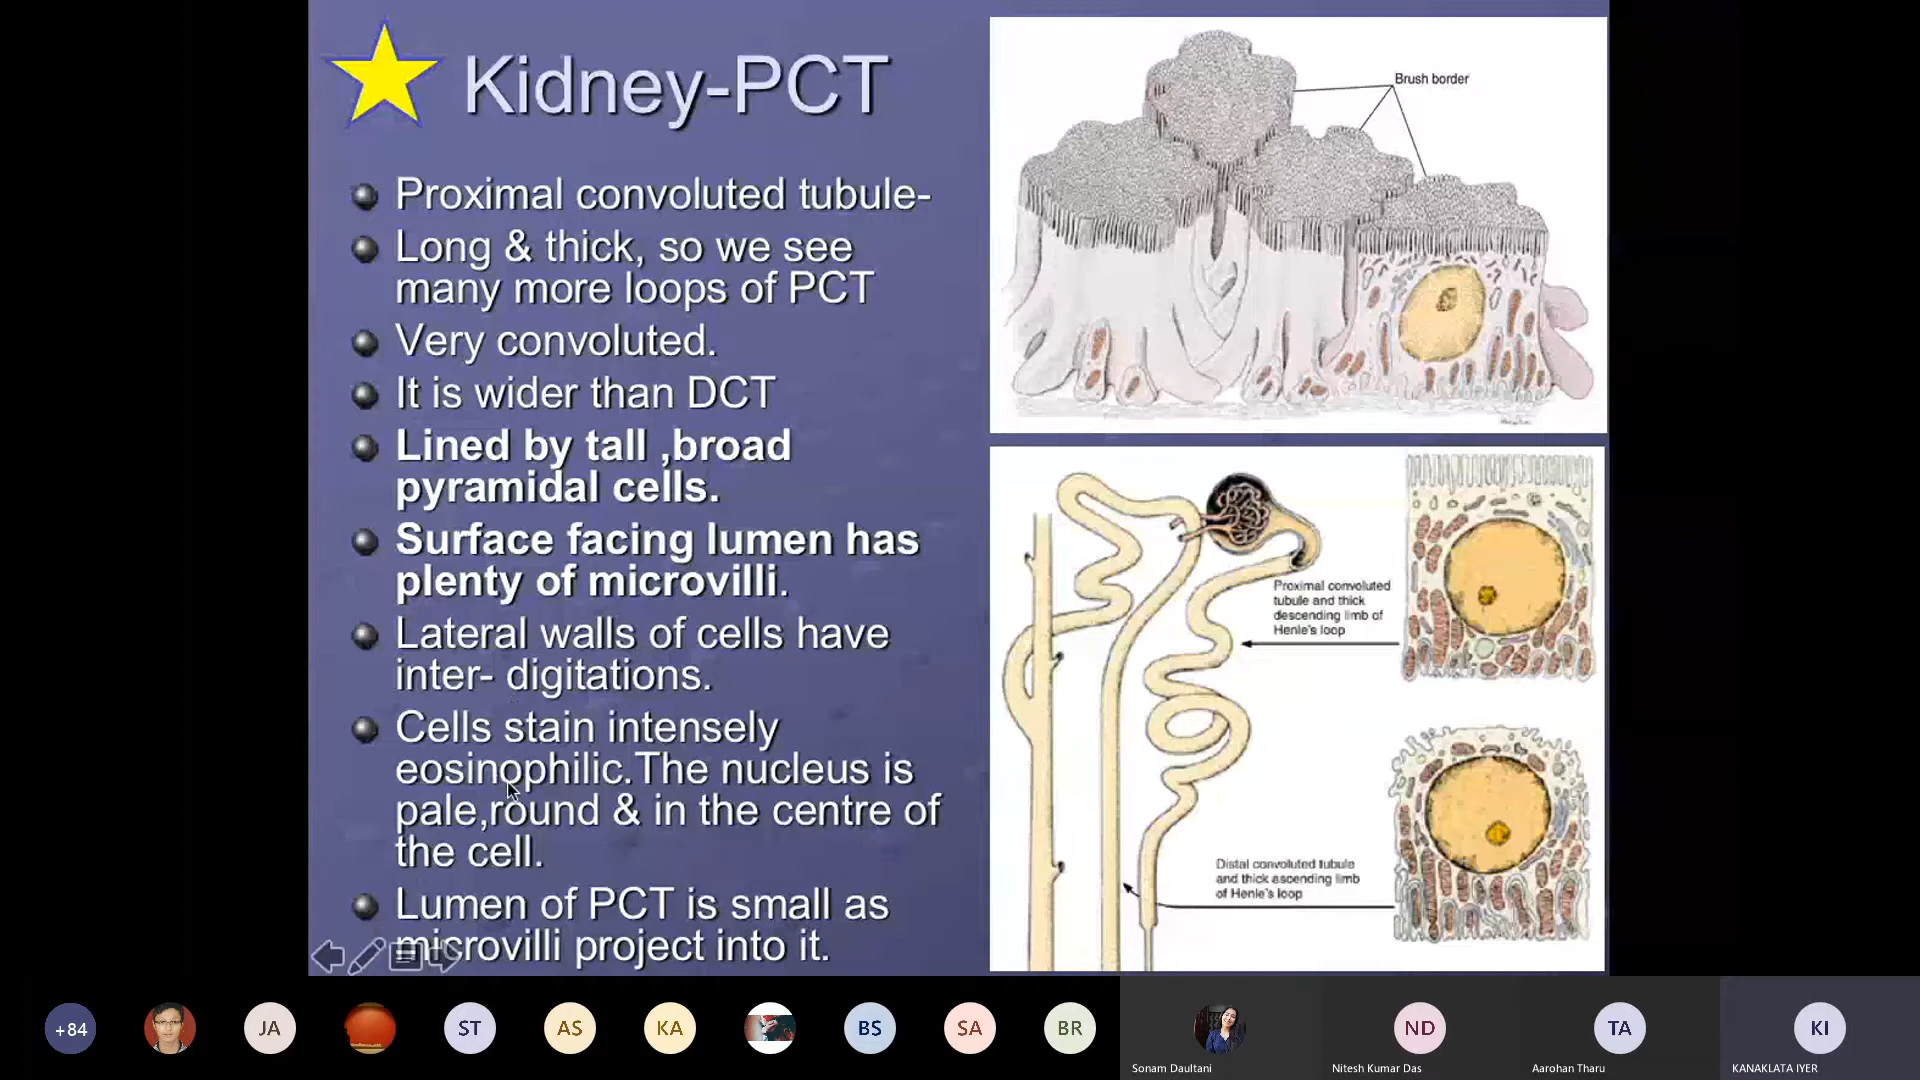 Kidney-PCT
Proximal convoluted tubule-
Long & thick, so we see
many more loops of PCT
Very convoluted.
It is wider than DCT
Lined by tall ,broad
pyramidal cells.
Surface facing lumen has
plenty of microvilli.
Lateral walls of cells have
inter- digitations.
Cells stain intensely
eosinophilic.The nucleus is
pale,round & in the centre of
the cell.
Lumen of PCT is small as
microvilli project into it.
Brush border
Proximal convoluted
tubule and thick
descending limb of
Henle's loop
Distal convoluted tubule
and thick ascending limb
of Henle's loop
+84
JA
ST
AS
KA
BS
SA
BR
Sonam Daultani
ND
Nitesh Kumar Das
TA
Aarohan Tharu
KI
KANAKLATA IYER